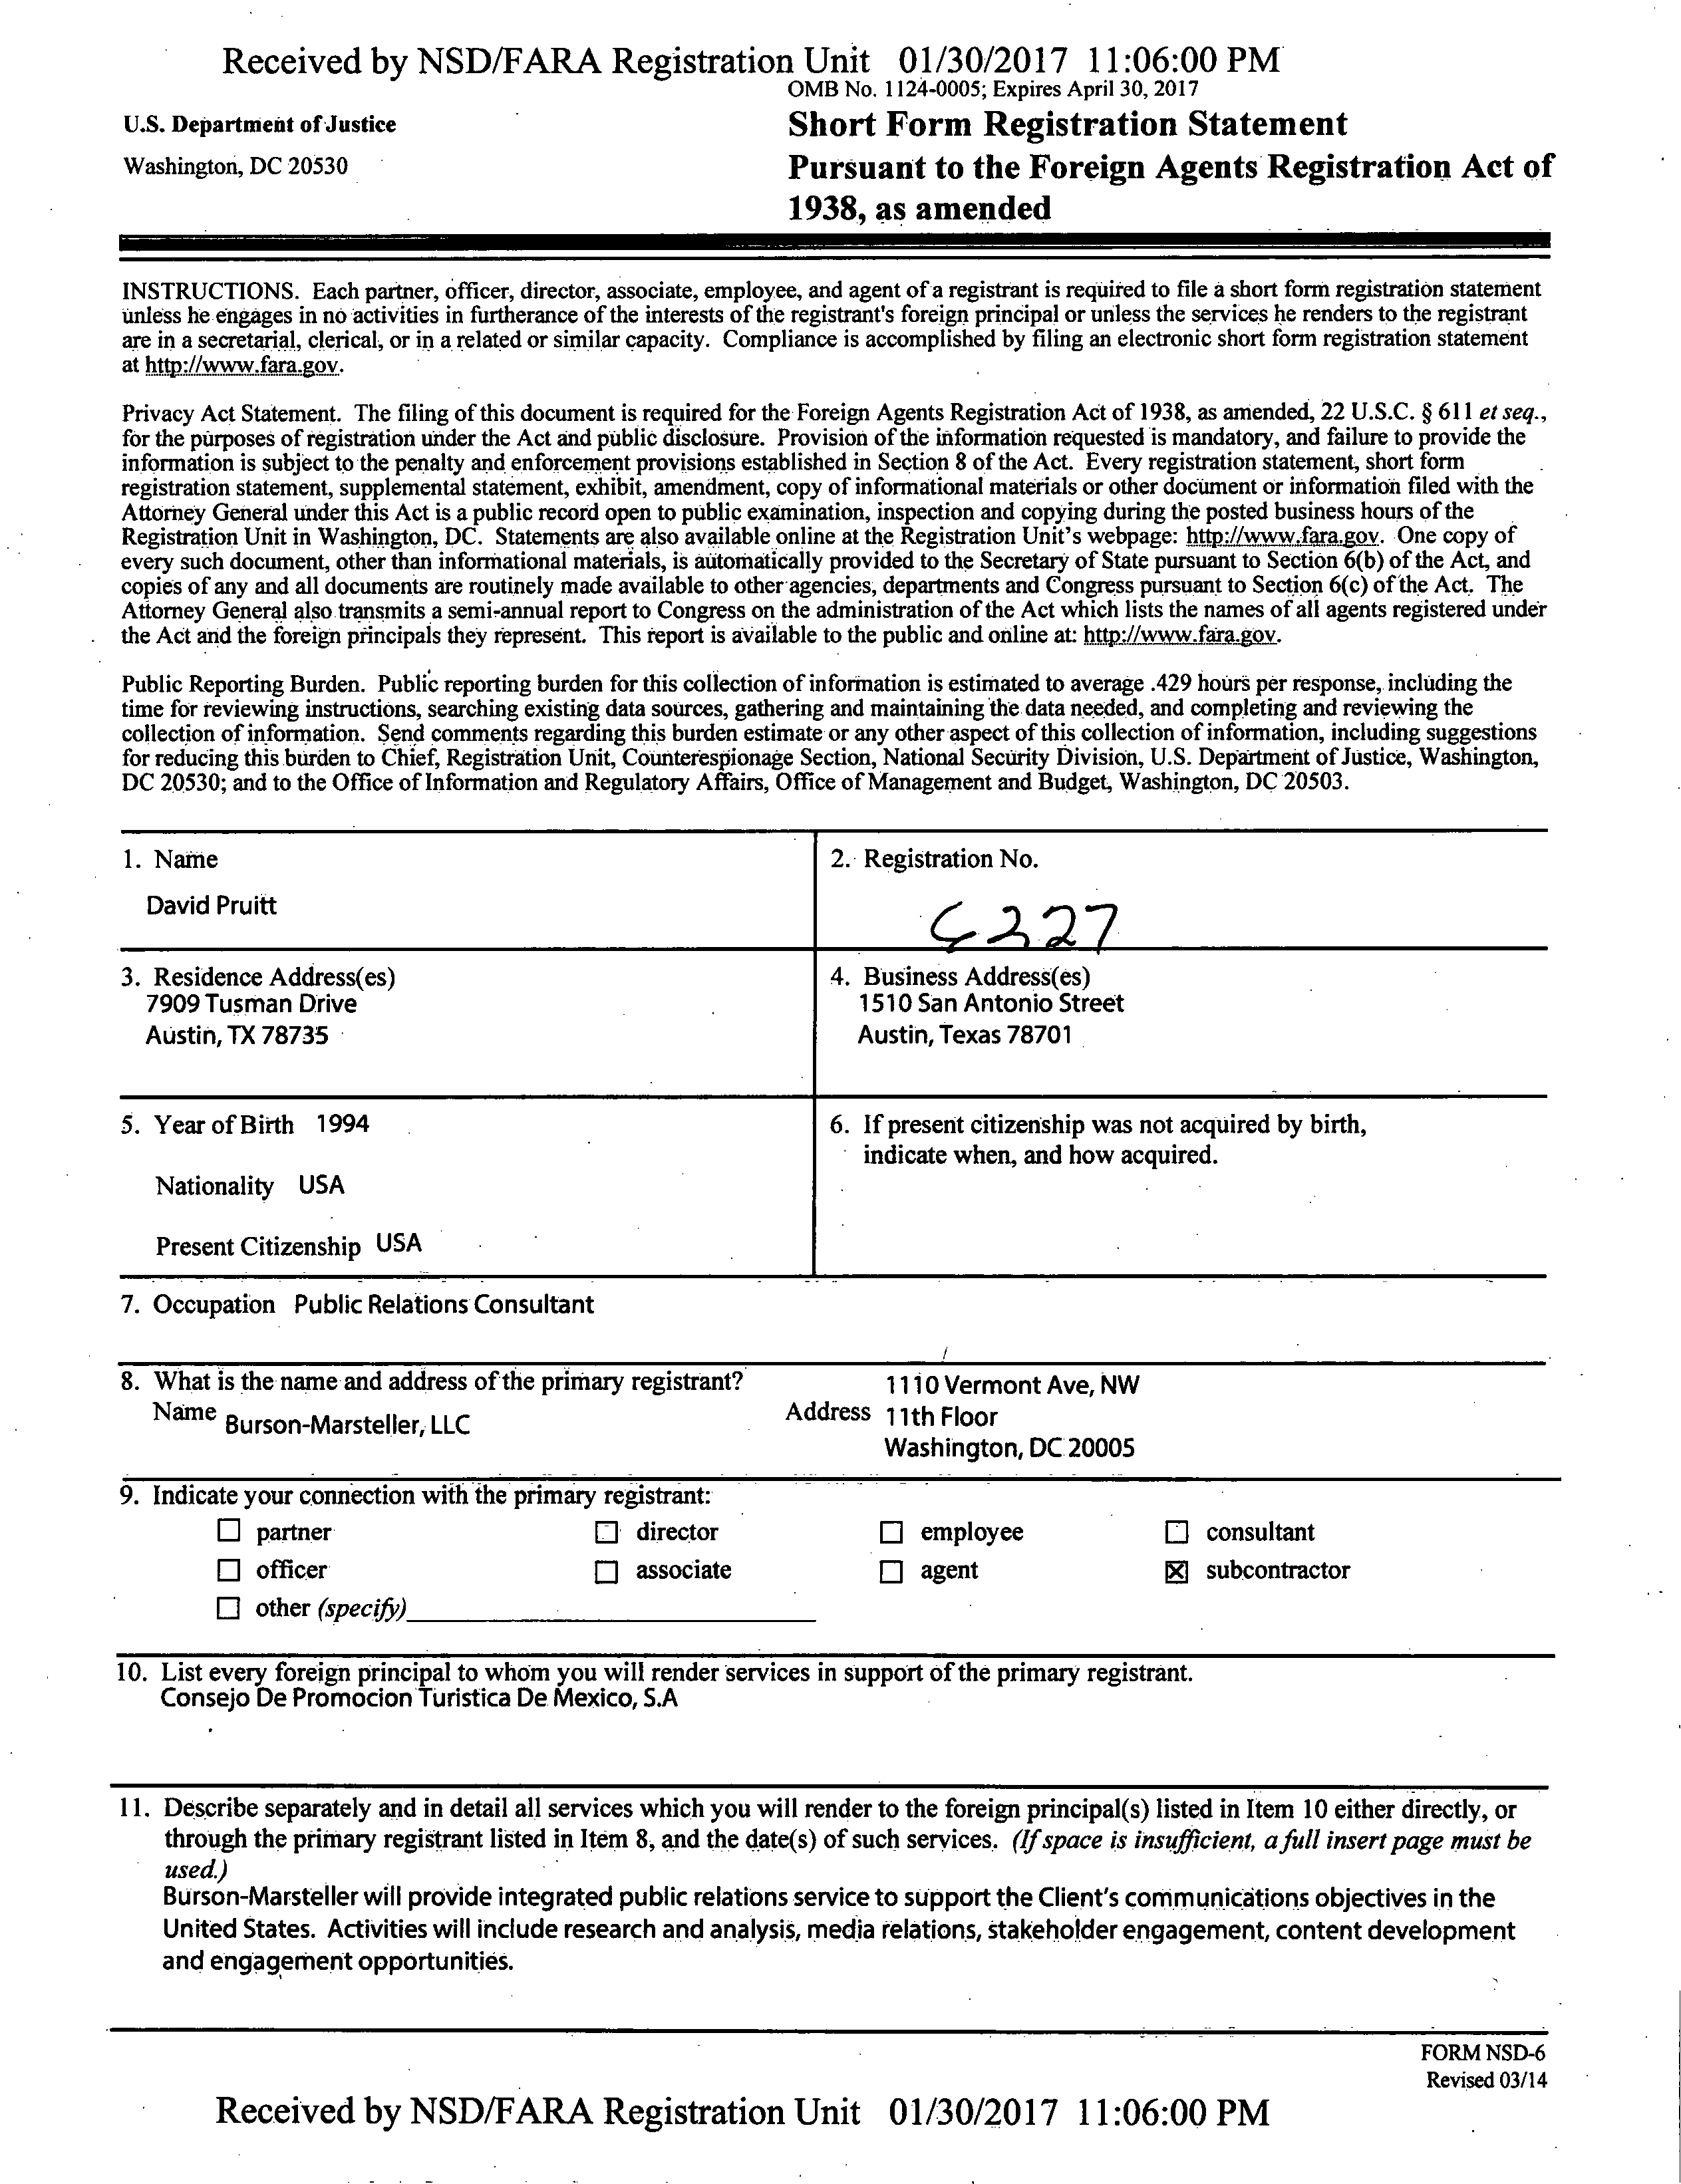 Received by NSD/FARA Registration Unit 01/30/2017 11:06:00 PM
OMB No. 1124-0005; Expires April 30, 2017
U.S. Department of Justice
Washington, DC 20530
Short Form Registration Statement
Pursuant to the Foreign Agents Registration Act of
1938, as amended
INSTRUCTIONS. Each partner, officer, director, associate, employee, and agent of a registrant is required to file a short form registration statement
unless he engages in no activities in furtherance of the interests of the registrant's foreign principal or unless the services he renders to the registrant
are in a secretarial, clerical, or in a related or similar capacity. Compliance is accomplished by filing an electronic short form registration statement
at http://www.fara.gov.
Privacy Act Statement. The filing of this document is required for the Foreign Agents Registration Act of 1938, as amended, 22 U.S.C. § 611 et seq.,
for the purposes of registration under the Act and public disclosure. Provision of the information requested is mandatory, and failure to provide the
information is subject to the penalty and enforcement provisions established in Section 8 of the Act. Every registration statement, short form
registration statement, supplemental statement, exhibit, amendment, copy of informational materials or other document or information filed with the
Attorney General under this Act is a public record open to public examination, inspection and copying during the posted business hours of the
Registration Unit in Washington, DC. Statements are also available online at the Registration Unit's webpage: http://www.fara.gov. One copy of
every such document, other than informational materials, is automatically provided to the Secretary of State pursuant to Section 6(b) of the Act, and
copies of any and all documents are routinely made available to other agencies, departments and Congress pursuant to Section 6(c) of the Act. The
Attorney General also transmits a semi-annual report to Congress on the administration of the Act which lists the names of all agents registered under
the Act and the foreign principals they represent. This report is available to the public and online at: http://www.fara.gov.
Public Reporting Burden. Public reporting burden for this collection of information is estimated to average .429 hours per response, including the
time for reviewing instructions, searching existing data sources, gathering and maintaining the data needed, and completing and reviewing the
collection of information. Send comments regarding this burden estimate or any other aspect of this collection of information, including suggestions
for reducing this burden to Chief, Registration Unit, Counterespionage Section, National Security Division, U.S. Department of Justice, Washington,
DC 20530; and to the Office of Information and Regulatory Affairs, Office of Management and Budget, Washington, DC 20503.
1. Name
David Pruitt
2. Registration No.
6227
3. Residence Address(es)
7909 Tusman Drive
Austin, TX 78735
4. Business Address(es)
1510 San Antonio Street
Austin, Texas 78701
5. Year of Birth 1994
Nationality USA
Present Citizenship USA
6. If present citizenship was not acquired by birth,
indicate when, and how acquired.
7. Occupation Public Relations Consultant
8. What is the name and address of the primary registrant?
Name Burson-Marsteller, LLC
Address 1110 Vermont Ave, NW
11th Floor
Washington, DC 20005
9. Indicate your connection with the primary registrant:
☐ partner ☐ director ☐ employee ☐ consultant
☐ officer ☐ associate ☐ agent ☒ subcontractor
☐ other (specify)
10. List every foreign principal to whom you will render services in support of the primary registrant.
Consejo De Promocion Turistica De Mexico, S.A
11. Describe separately and in detail all services which you will render to the foreign principal(s) listed in Item 10 either directly, or
through the primary registrant listed in Item 8, and the date(s) of such services. (If space is insufficient, a full insert page must be
used.)
Burson-Marsteller will provide integrated public relations service to support the Client's communications objectives in the
United States. Activities will include research and analysis, media relations, stakeholder engagement, content development
and engagement opportunities.
FORM NSD-6
Revised 03/14
Received by NSD/FARA Registration Unit 01/30/2017 11:06:00 PM